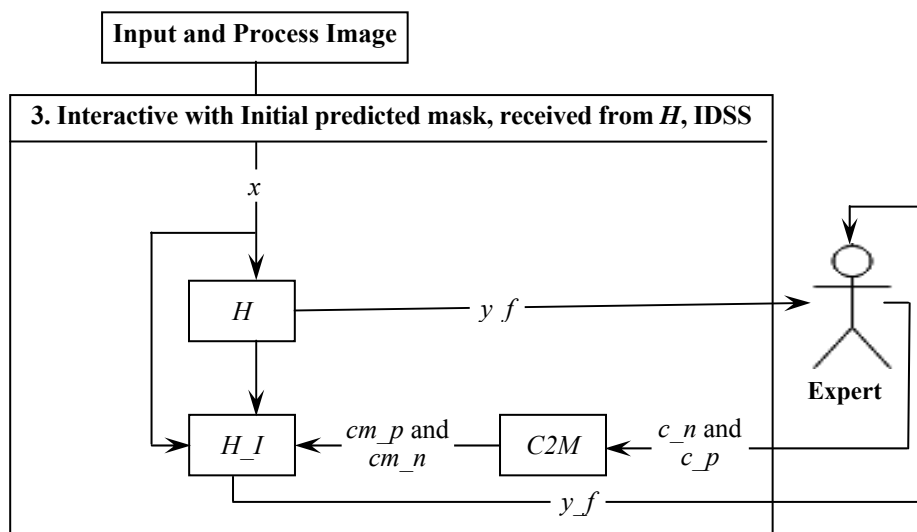 Input and Process Image
3. Interactive with Initial predicted mask, received from H, IDSS
x
H
y f
Expert
H_I
cm_p and
cm_n
C2M
c_n and
c_p
y_f